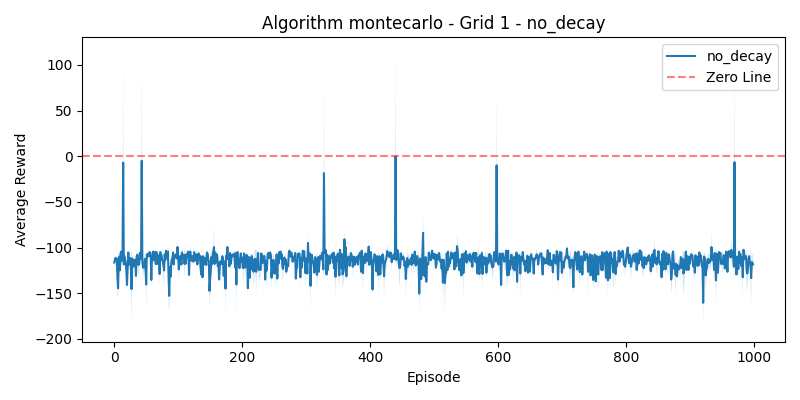 Algorithm montecarlo - Grid 1 - no_decay
100
50
0
−50
−100
−150
−200
Average Reward
no_decay
Zero Line
0
200
400
600
800
1000
Episode